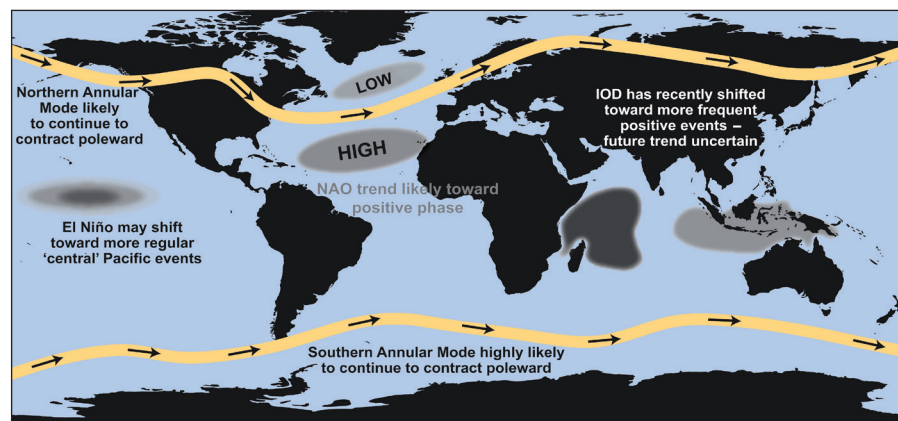 LOW
Northern Annular
Mode likely
to continue to
contract poleward
IOD has recently shifted
toward more frequent
positive events –
future trend uncertain
HIGH
NAO trend likely toward
positive phase
El Niño may shift
toward more regular
'central' Pacific events
Southern Annular Mode highly likely
to continue to contract poleward